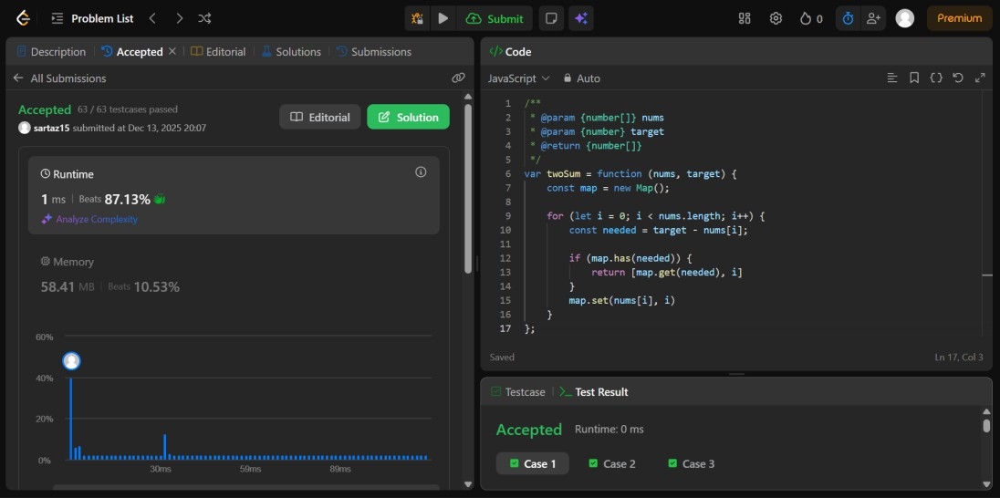 Problem List
Submit
0
Premium
Description
Accepted
Editorial
Solutions
Submissions
All Submissions
Accepted 63 / 63 testcases passed
sartaz15 submitted at Dec 13, 2025 20:07
Editorial
Solution
Runtime
1 ms | Beats 87.13%
Analyze Complexity
Memory
58.41 MB | Beats 10.53%
60%
40%
20%
0%
30ms
59ms
89ms
</> Code
JavaScript
Auto
1 /**
2 * @param {number[]} nums
3 * @param {number} target
4 * @return {number[]}
5 */
6 var twoSum = function (nums, target) {
7 const map = new Map();
8
9 for (let i = 0; i < nums.length; i++) {
10 const needed = target - nums[i];
11
12 if (map.has(needed)) {
13 return [map.get(needed), i]
14 }
15 map.set(nums[i], i)
16 }
17 };
Saved
Ln 17, Col 3
Testcase
Test Result
Accepted Runtime: 0 ms
Case 1
Case 2
Case 3